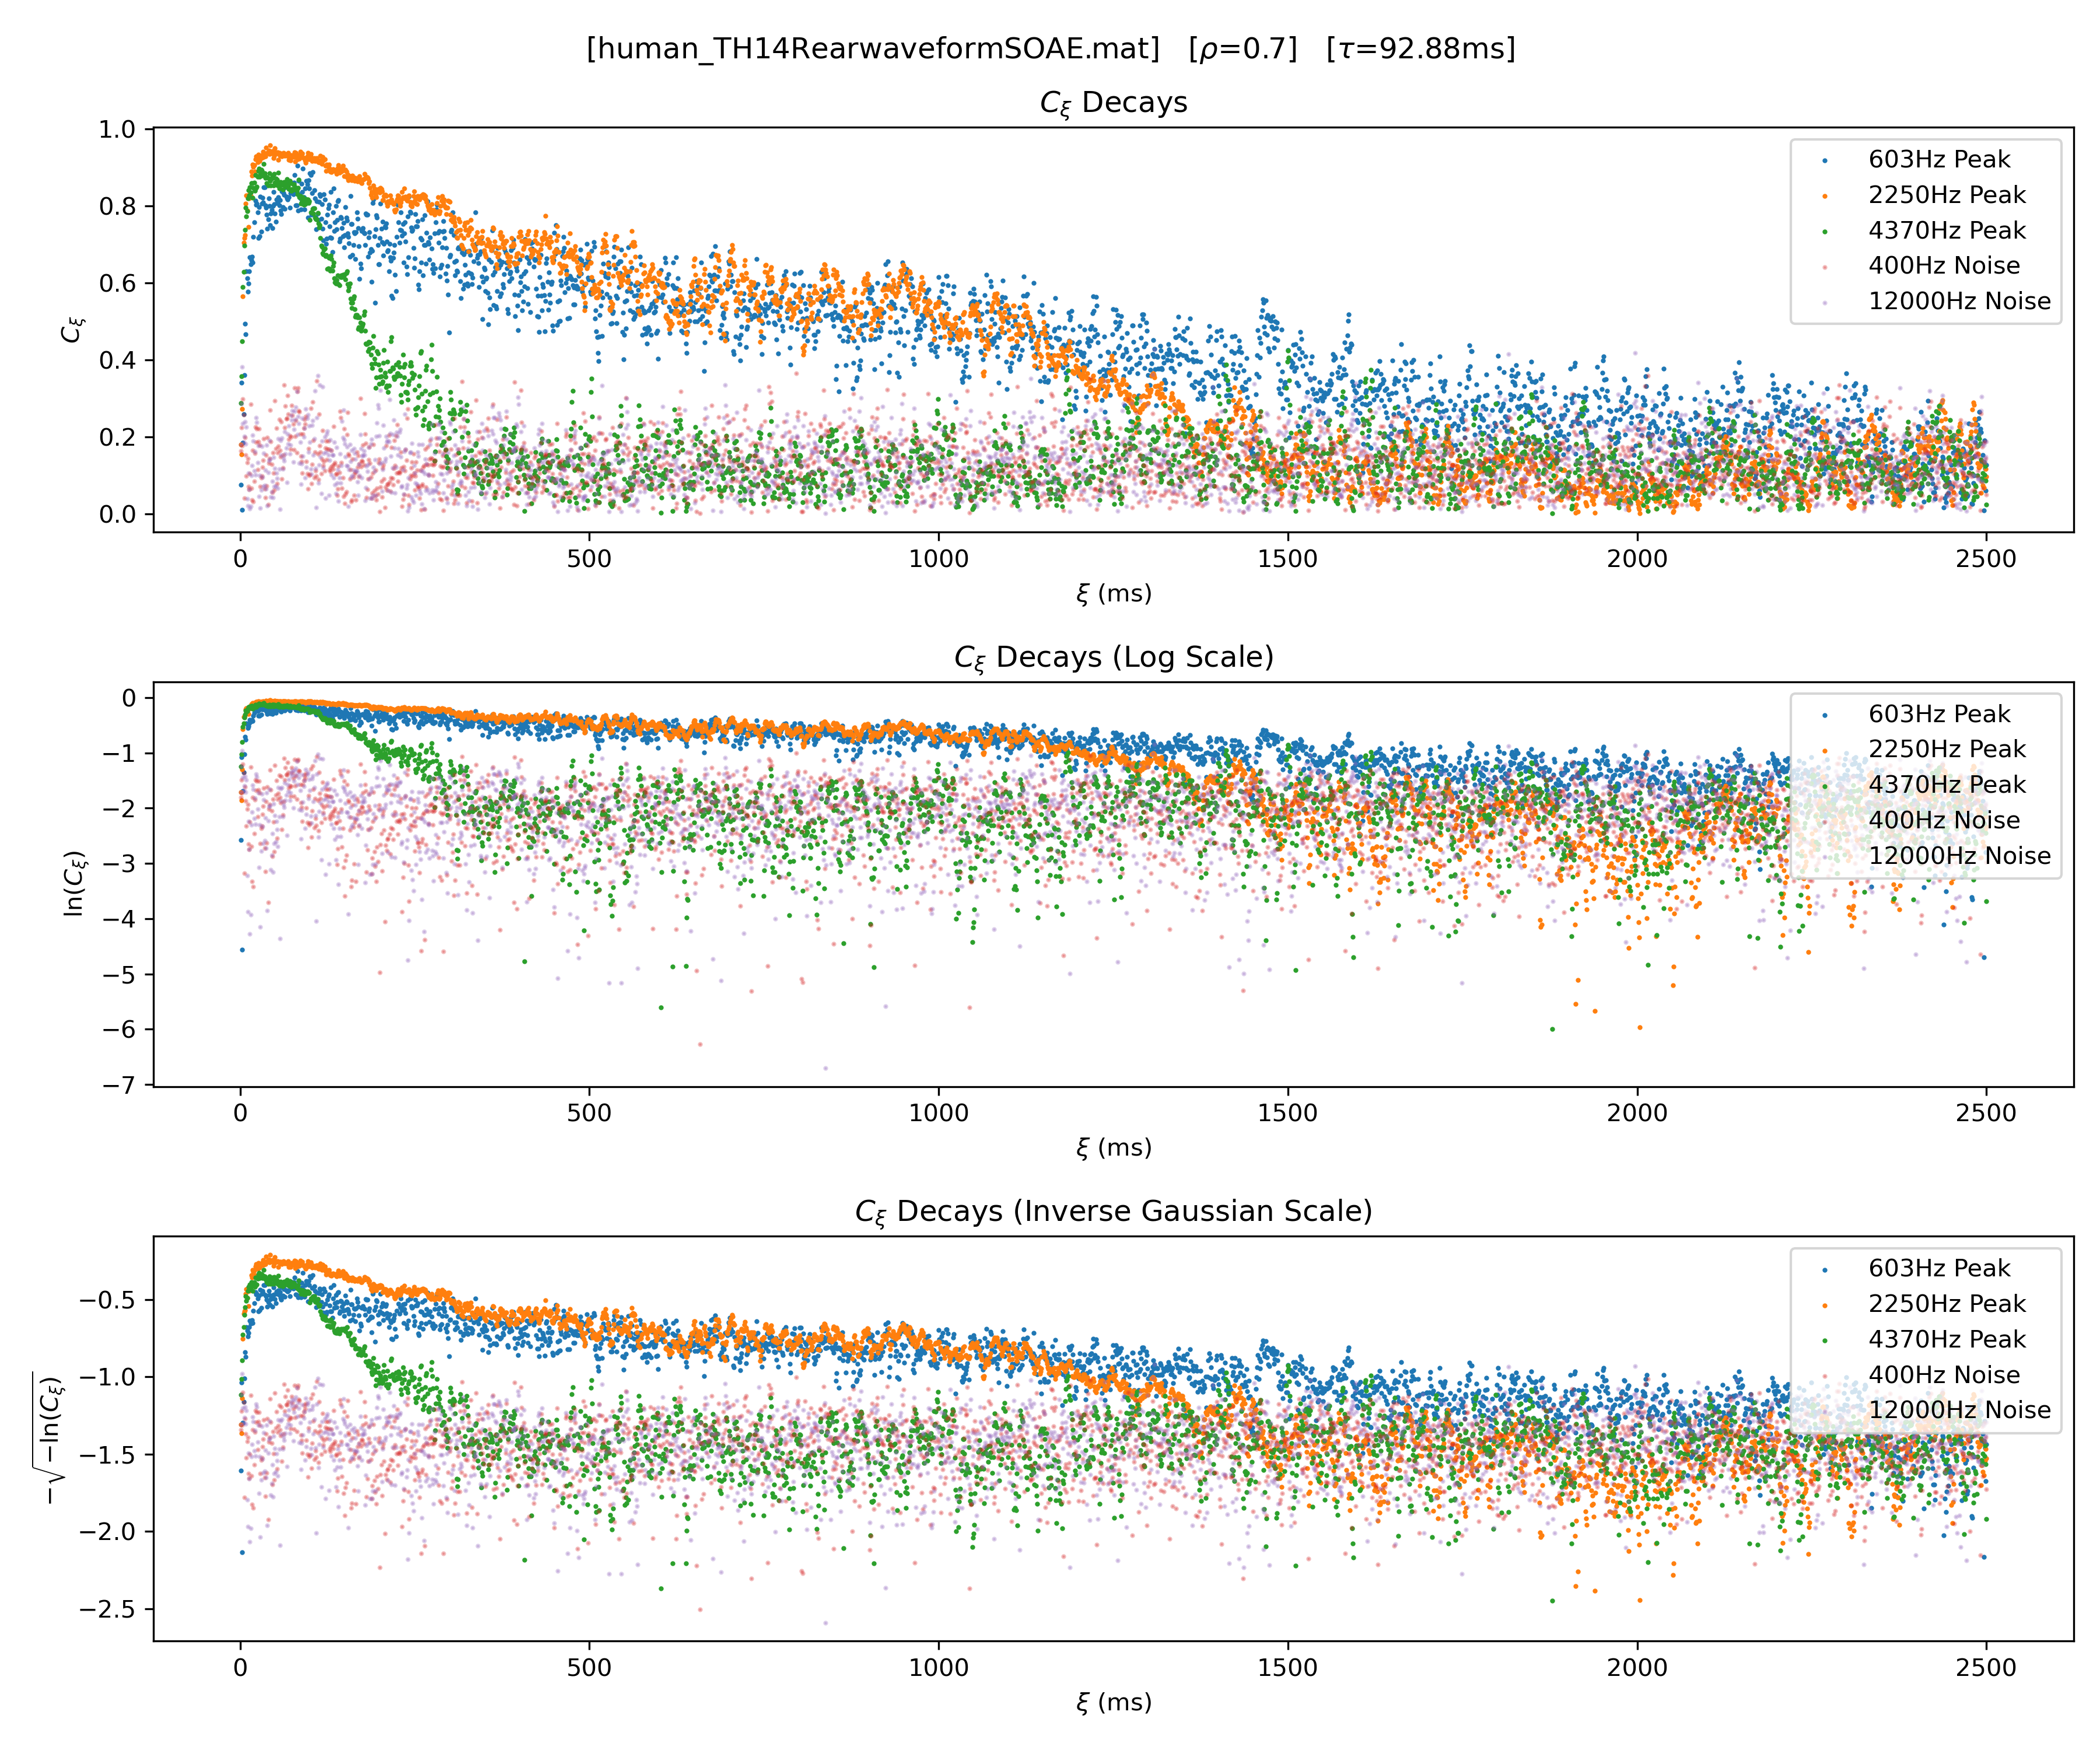 [human_TH14RearwaveformSOAE.mat] [ρ=0.7] [τ=92.88ms]
C_ξ Decays
1.0
0.8
0.6
0.4
0.2
0.0
C_ξ
603Hz Peak
2250Hz Peak
4370Hz Peak
400Hz Noise
12000Hz Noise
0 500 1000 1500 2000 2500
ξ (ms)
C_ξ Decays (Log Scale)
0
−1
−2
−3
−4
−5
−6
−7
ln(C_ξ)
603Hz Peak
2250Hz Peak
4370Hz Peak
400Hz Noise
12000Hz Noise
0 500 1000 1500 2000 2500
ξ (ms)
C_ξ Decays (Inverse Gaussian Scale)
−0.5
−1.0
−1.5
−2.0
−2.5
−√−ln(C_ξ)
603Hz Peak
2250Hz Peak
4370Hz Peak
400Hz Noise
12000Hz Noise
0 500 1000 1500 2000 2500
ξ (ms)